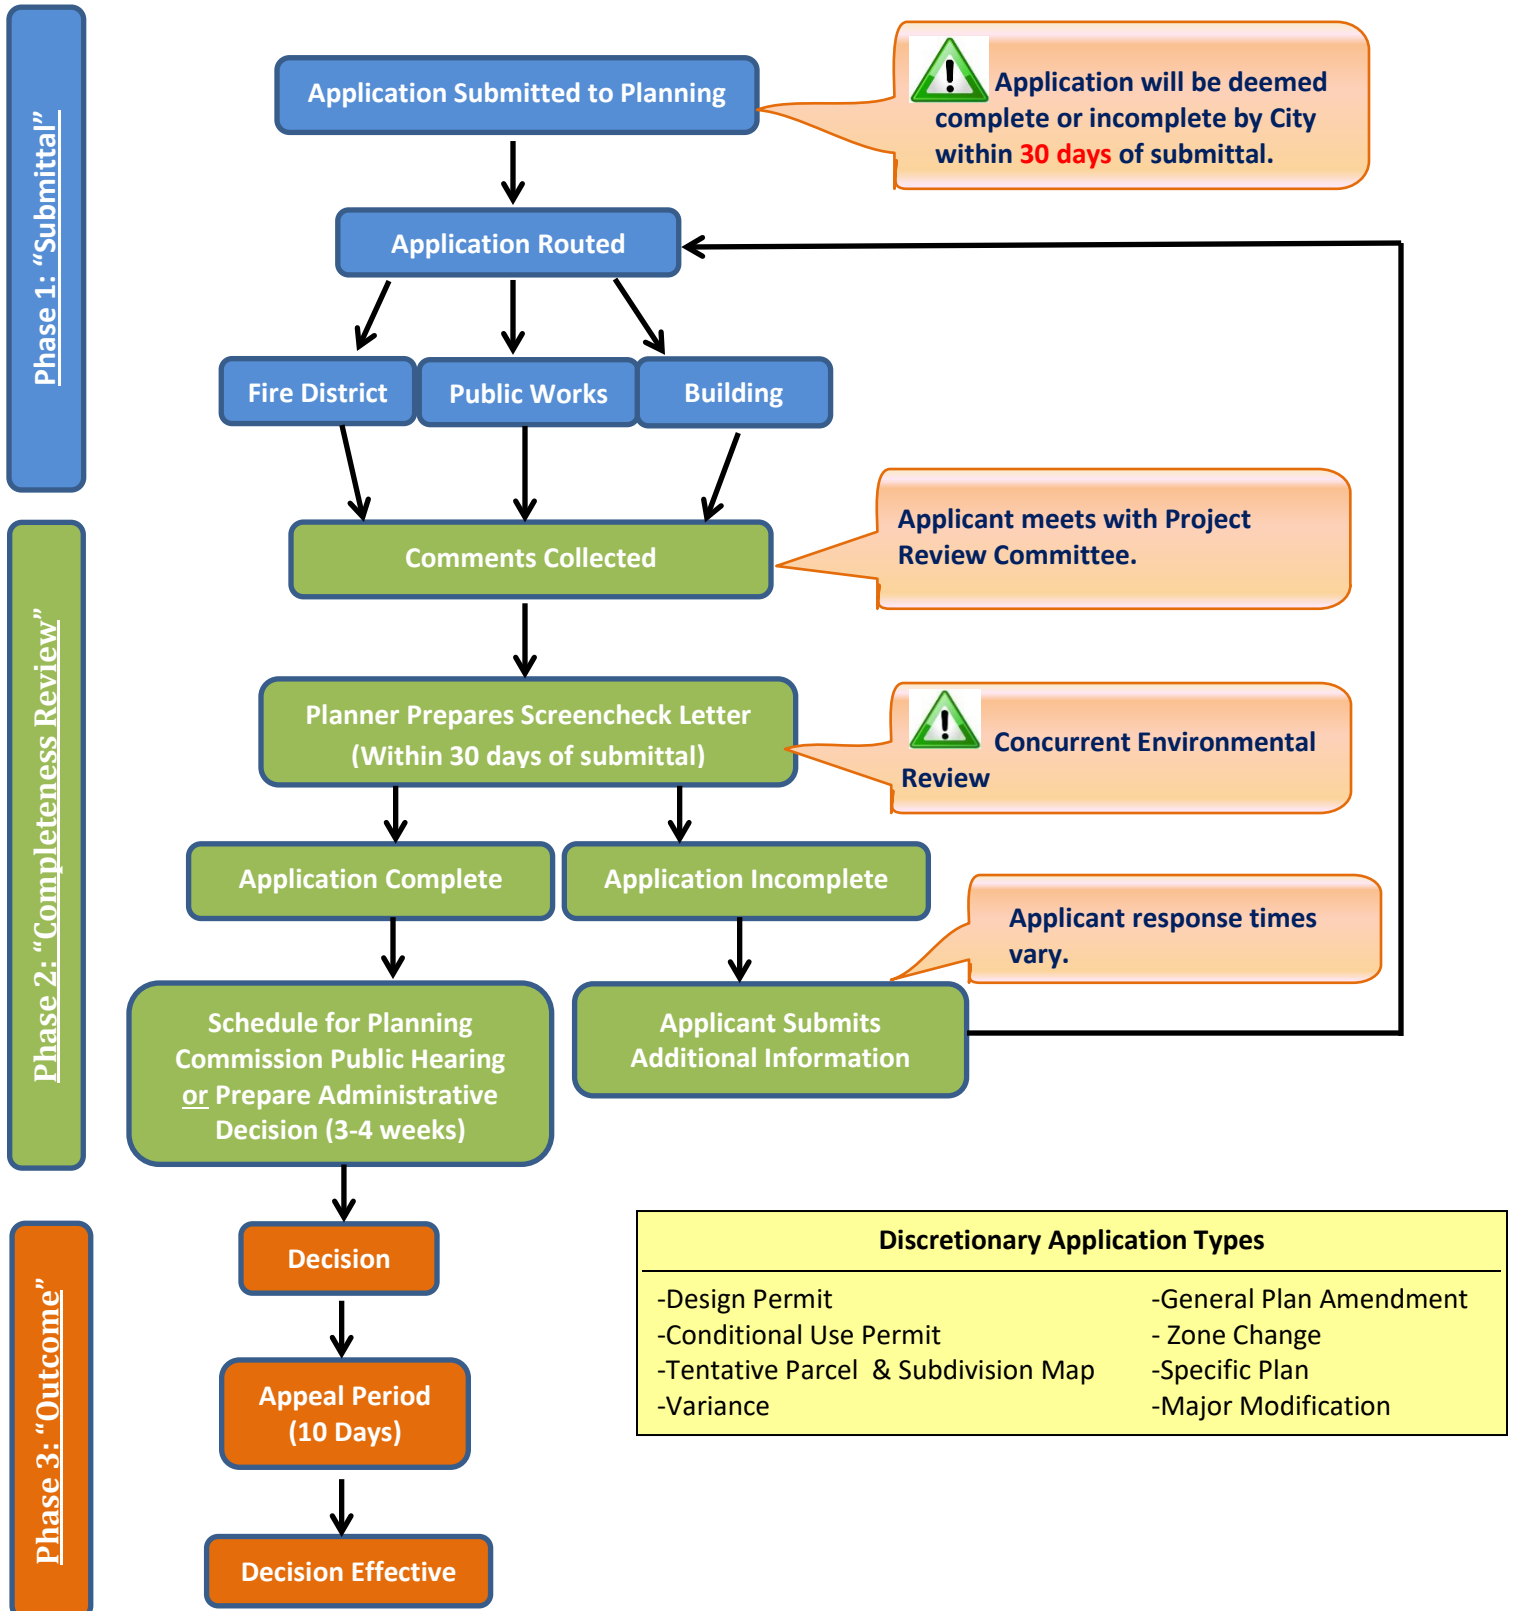 Phase 1: “Submittal”
Application Submitted to Planning
Application will be deemed
complete or incomplete by City
within 30 days of submittal.
Application Routed
Fire District
Public Works
Building
Phase 2: “Completeness Review”
Comments Collected
Applicant meets with Project
Review Committee.
Planner Prepares Screencheck Letter
(Within 30 days of submittal)
Concurrent Environmental
Review
Application Complete
Application Incomplete
Applicant response times
vary.
Schedule for Planning
Commission Public Hearing
or Prepare Administrative
Decision (3-4 weeks)
Applicant Submits
Additional Information
Phase 3: “Outcome”
Decision
Appeal Period
(10 Days)
Decision Effective
Discretionary Application Types
-Design Permit
-Conditional Use Permit
-Tentative Parcel & Subdivision Map
-Variance
-General Plan Amendment
- Zone Change
-Specific Plan
-Major Modification